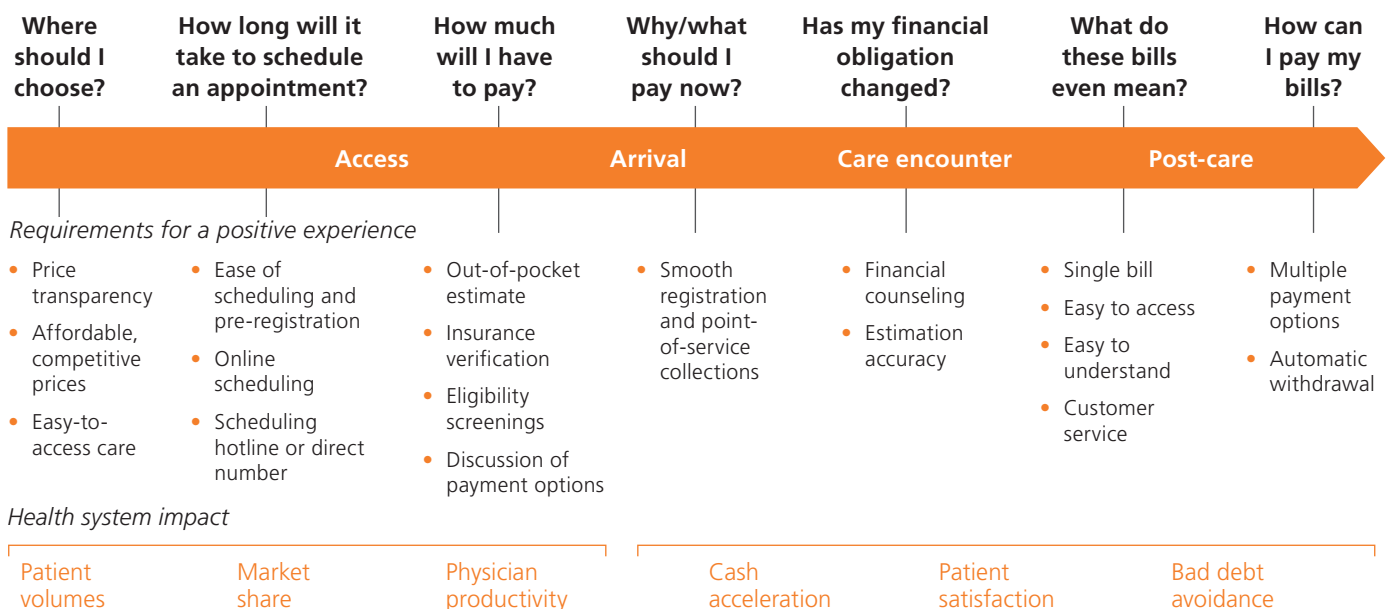 Where
should I
choose?
How long will it
take to schedule
an appointment?
How much
will I have
to pay?
Why/what
should I
pay now?
Has my financial
obligation
changed?
What do
these bills
even mean?
How can
I pay my
bills?
Access
Arrival
Care encounter
Post-care
Requirements for a positive experience
• Price
transparency
• Affordable,
competitive
prices
• Easy-to-
access care
• Ease of
scheduling and
pre-registration
• Online
scheduling
• Scheduling
hotline or direct
number
• Out-of-pocket
estimate
• Insurance
verification
• Eligibility
screenings
• Discussion of
payment options
• Smooth
registration
and point-
of-service
collections
• Financial
counseling
• Estimation
accuracy
• Single bill
• Easy to access
• Easy to
understand
• Customer
service
• Multiple
payment
options
• Automatic
withdrawal
Health system impact
Patient
volumes
Market
share
Physician
productivity
Cash
acceleration
Patient
satisfaction
Bad debt
avoidance